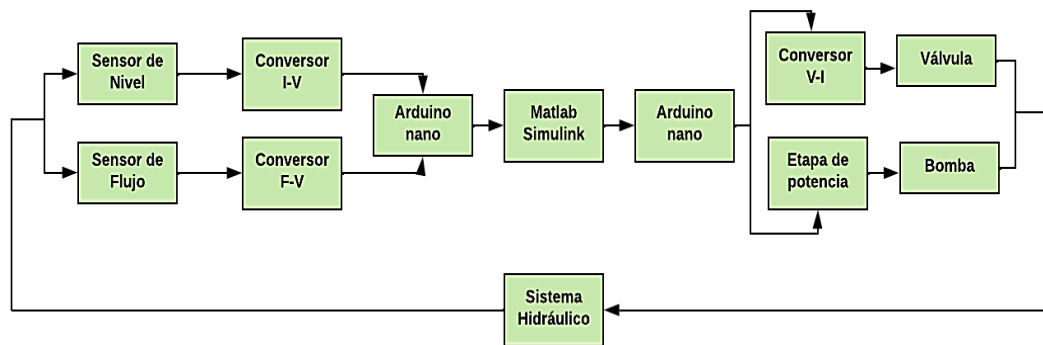 Sensor de
Nivel
Conversor
I-V
Arduino
nano
Matlab
Simulink
Arduino
nano
Conversor
V-I
Válvula
Sensor de
Flujo
Conversor
F-V
Etapa de
potencia
Bomba
Sistema
Hidráulico